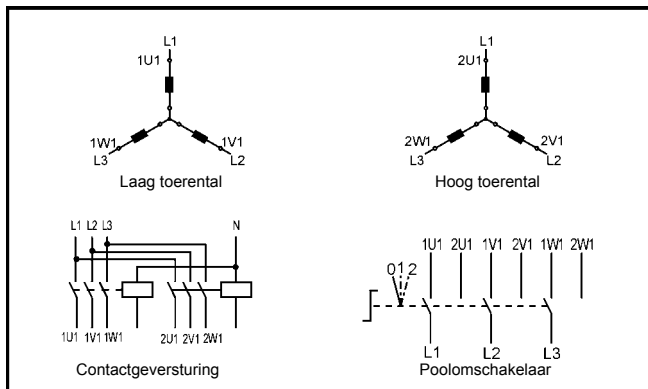 L1
1U1
1W1
1V1
L3
L2
Laag toerental
L1
2U1
2W1
2V1
L3
L2
Hoog toerental
L1 L2 L3 N
1U1 1V1 1W1 2U1 2V1 2W1
Contactgeversturing
1U1 2U1 1V1 2V1 1W1 2W1
0 1 2
L1 L2 L3
Poolomschakelaar